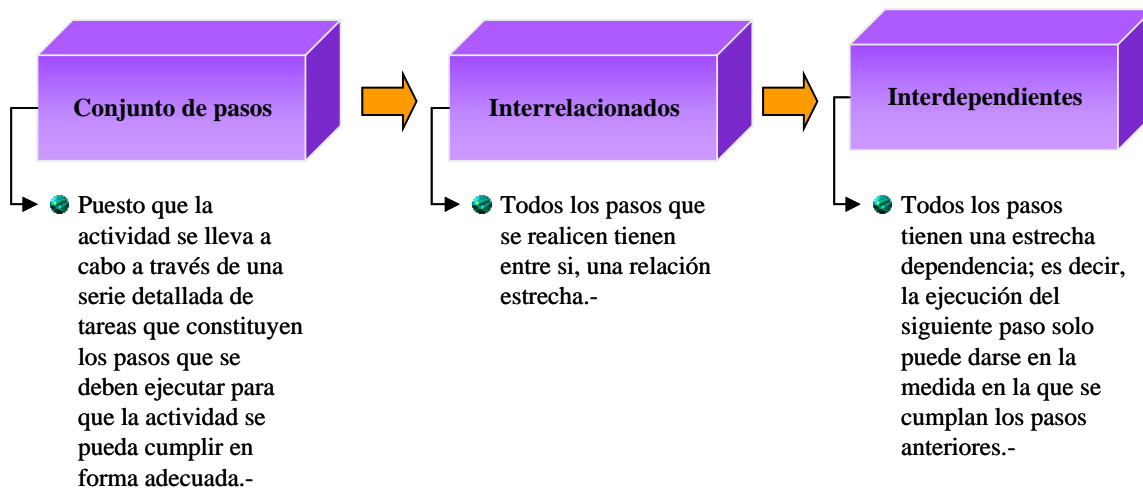 Conjunto de pasos
Puesto que la
actividad se lleva a
cabo a través de una
serie detallada de
tareas que constituyen
los pasos que se
deben ejecutar para
que la actividad se
pueda cumplir en
forma adecuada.-
Interrelacionados
Todos los pasos que
se realicen tienen
entre si, una relación
estrecha.-
Interdependientes
Todos los pasos
tienen una estrecha
dependencia; es decir,
la ejecución del
siguiente paso solo
puede darse en la
medida en la que se
cumplan los pasos
anteriores.-